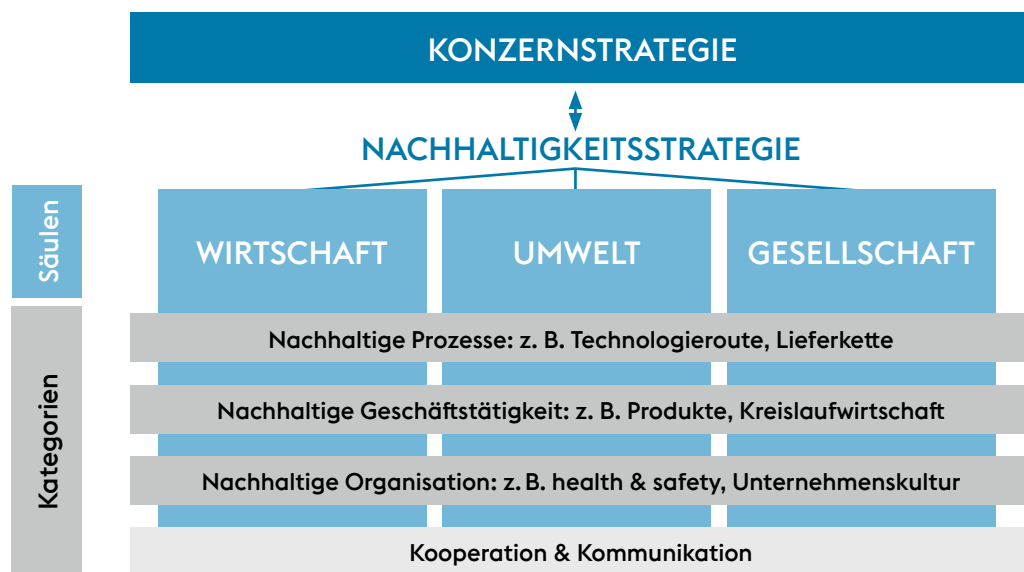 KONZERNSTRATEGIE
NACHHALTIGKEITSSTRATEGIE
Säulen
WIRTSCHAFT
UMWELT
GESELLSCHAFT
Kategorien
Nachhaltige Prozesse: z. B. Technologieroute, Lieferkette
Nachhaltige Geschäftstätigkeit: z. B. Produkte, Kreislaufwirtschaft
Nachhaltige Organisation: z. B. health & safety, Unternehmenskultur
Kooperation & Kommunikation